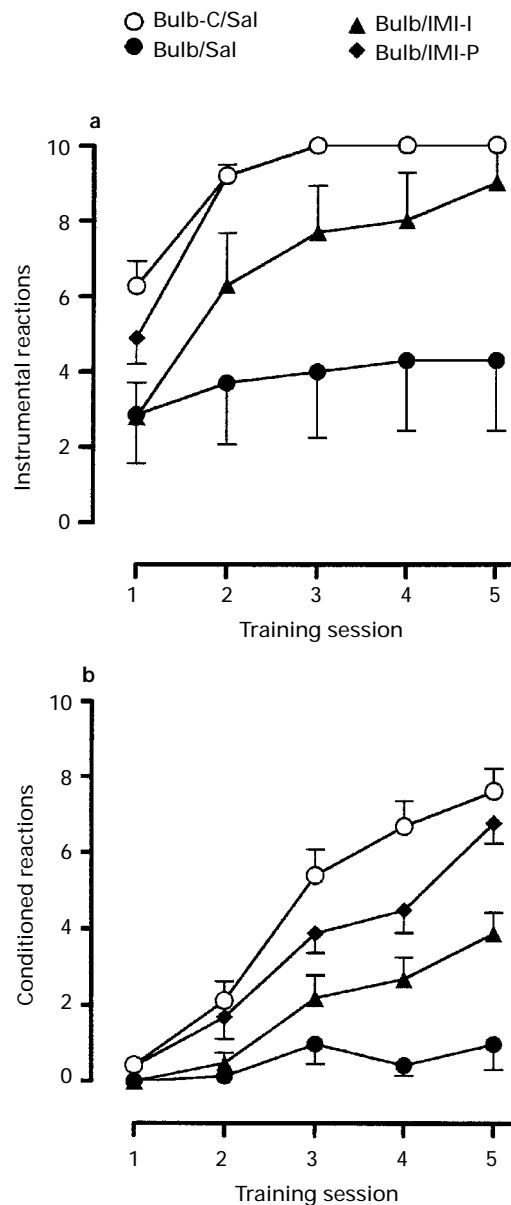 Bulb-C/Sal Bulb/IMI-I
Bulb/Sal Bulb/IMI-P
a
10
8
6
4
2
0
Instrumental reactions
1 2 3 4 5
Training session
b
10
8
6
4
2
0
Conditioned reactions
1 2 3 4 5
Training session